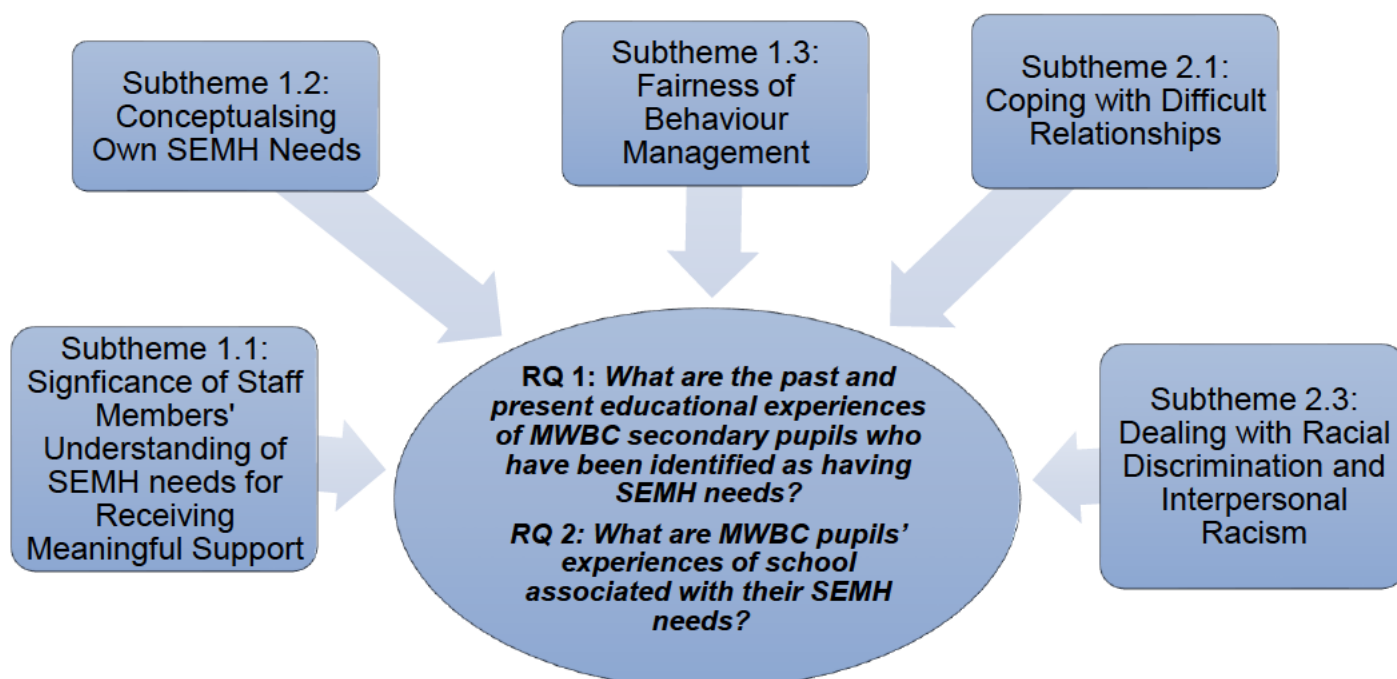 Subtheme 1.2:
Conceptualsing
Own SEMH Needs
Subtheme 1.3:
Fairness of
Behaviour
Management
Subtheme 2.1:
Coping with Difficult
Relationships
Subtheme 1.1:
Signficance of Staff
Members'
Understanding of
SEMH needs for
Receiving
Meaningful Support
RQ 1: What are the past and
present educational experiences
of MWBC secondary pupils who
have been identified as having
SEMH needs?
RQ 2: What are MWBC pupils’
experiences of school
associated with their SEMH
needs?
Subtheme 2.3:
Dealing with Racial
Discrimination and
Interpersonal
Racism